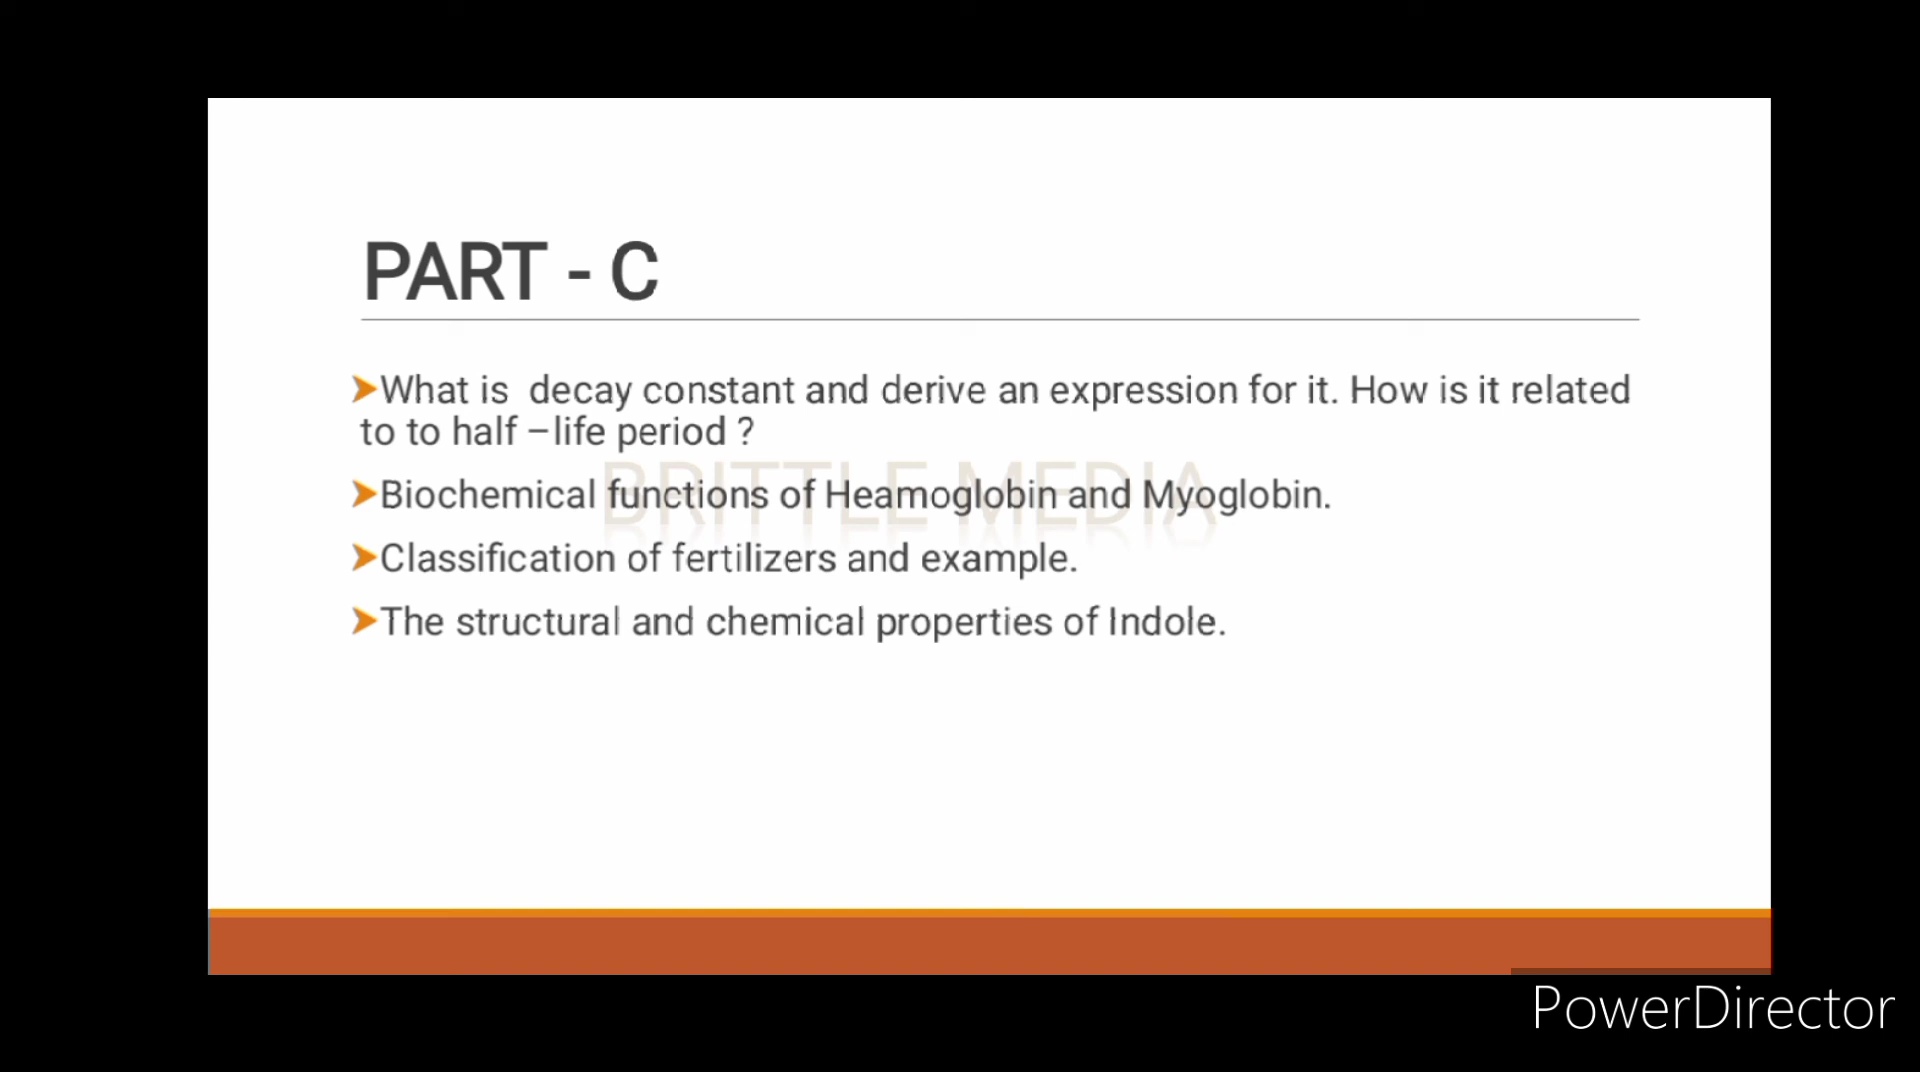 PART - C
What is decay constant and derive an expression for it. How is it related
to to half –life period ?
BRITTLE MEDIA
Biochemical functions of Heamoglobin and Myoglobin.
Classification of fertilizers and example.
The structural and chemical properties of Indole.
PowerDirector